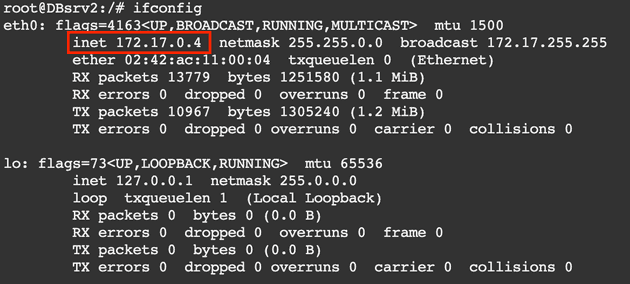 root@DBsrv2:/# ifconfig
eth0: flags=4163<UP,BROADCAST,RUNNING,MULTICAST>  mtu 1500
        inet 172.17.0.4  netmask 255.255.0.0  broadcast 172.17.255.255
        ether 02:42:ac:11:00:04  txqueuelen 0  (Ethernet)
        RX packets 13779  bytes 1251580 (1.1 MiB)
        RX errors 0  dropped 0  overruns 0  frame 0
        TX packets 10967  bytes 1305240 (1.2 MiB)
        TX errors 0  dropped 0 overruns 0  carrier 0  collisions 0

lo: flags=73<UP,LOOPBACK,RUNNING>  mtu 65536
        inet 127.0.0.1  netmask 255.0.0.0
        loop  txqueuelen 1  (Local Loopback)
        RX packets 0  bytes 0 (0.0 B)
        RX errors 0  dropped 0  overruns 0  frame 0
        TX packets 0  bytes 0 (0.0 B)
        TX errors 0  dropped 0 overruns 0  carrier 0  collisions 0